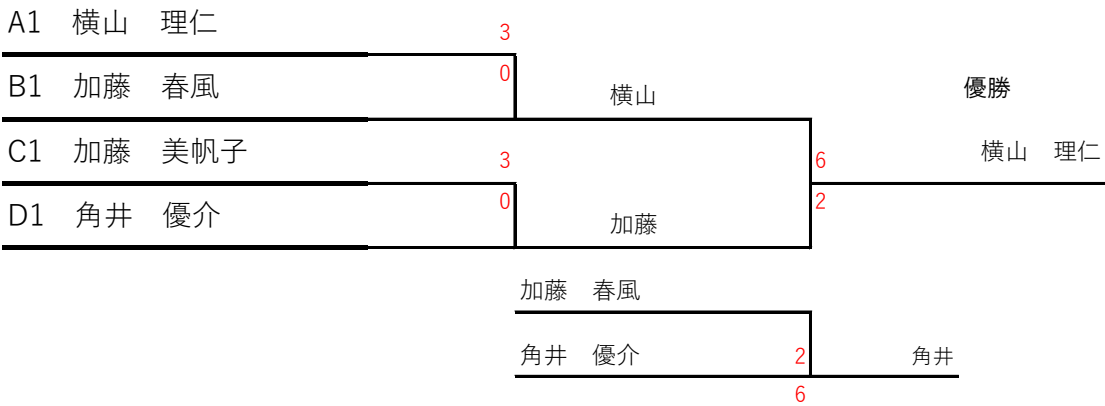 A1　横山　理仁
3
0
B1　加藤　春風
横山
優勝
C1　加藤　美帆子
3
6
横山　理仁
0
2
D1　角井　優介
加藤
加藤　春風
角井　優介
2
角井
6